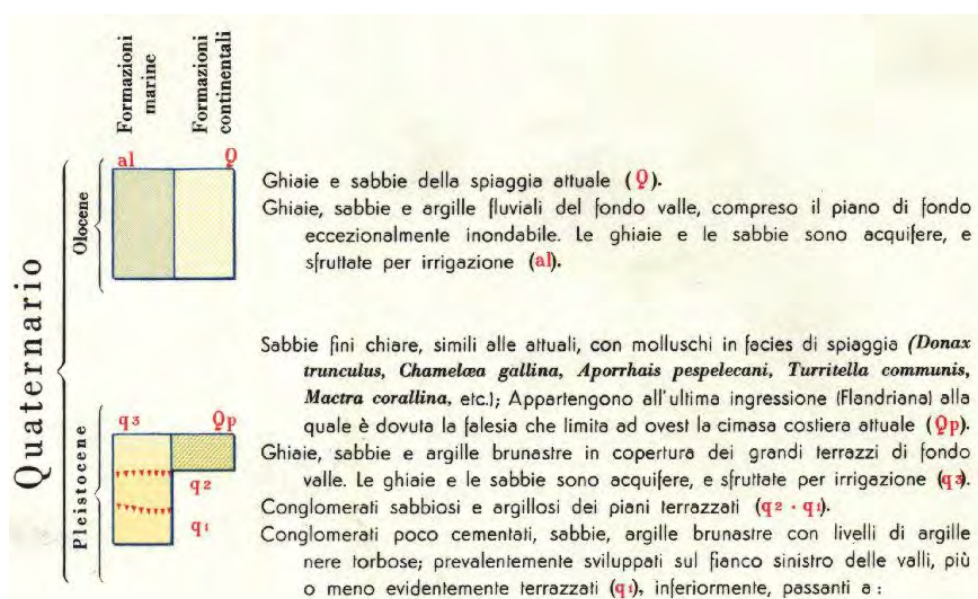 Formazioni
marine
Formazioni
continentali
Quaternario
Olocene
al
Q
Ghiaie e sabbie della spiaggia attuale (Q).
Ghiaie, sabbie e argille fluviali del fondo valle, compreso il piano di fondo
eccezionalmente inondabile. Le ghiaie e le sabbie sono acquifere, e
sfruttate per irrigazione (al).
Pleistocene
q3
Qp
q2
q1
Sabbie fini chiare, simili alle attuali, con molluschi in facies di spiaggia (Donax
trunculus, Chamelæa gallina, Aporrhais pespelecani, Turritella communis,
Mactra corallina, etc.); Appartengono all'ultima ingressione (Flandriana) alla
quale è dovuta la falesia che limita ad ovest la cimasa costiera attuale (Qp).
Ghiaie, sabbie e argille brunastre in copertura dei grandi terrazzi di fondo
valle. Le ghiaie e le sabbie sono acquifere, e sfruttate per irrigazione (q3).
Conglomerati sabbiosi e argillosi dei piani terrazzati (q2 - q1).
Conglomerati poco cementati, sabbie, argille brunastre con livelli di argille
nere torbose; prevalentemente sviluppati sul fianco sinistro delle valli, più
o meno evidentemente terrazzati (q1), inferiormente, passanti a :